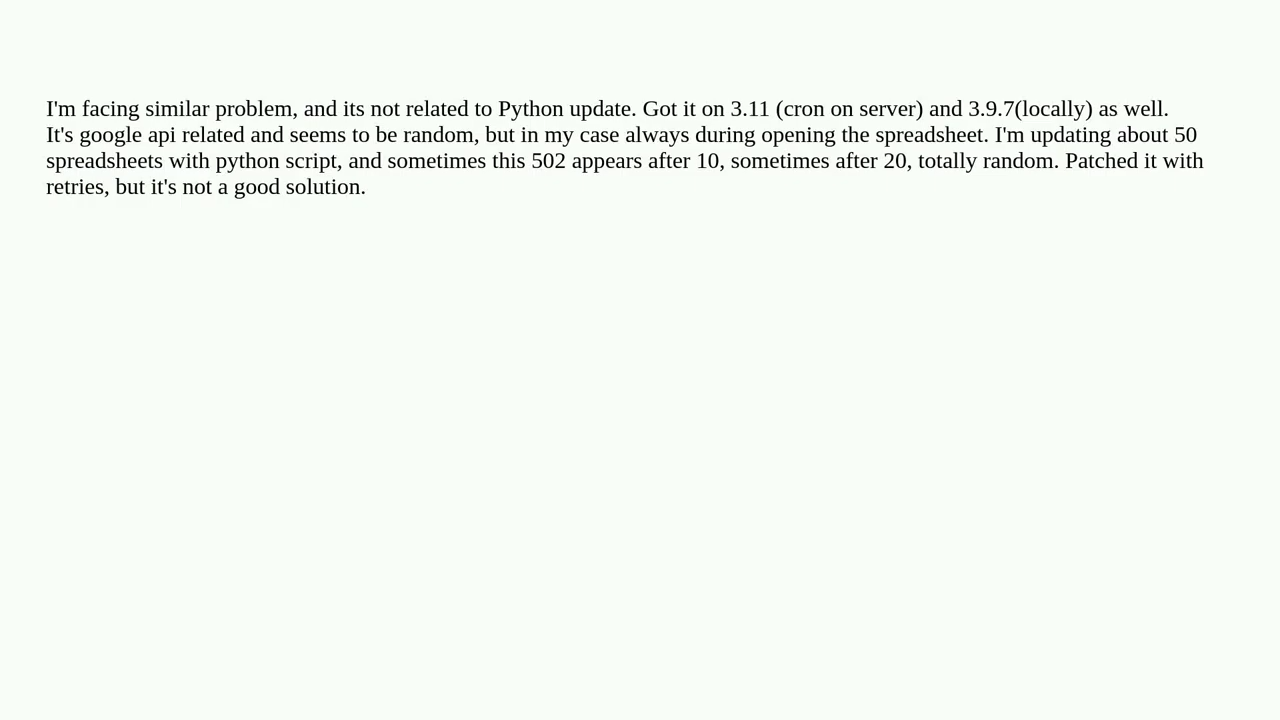 I'm facing similar problem, and its not related to Python update. Got it on 3.11 (cron on server) and 3.9.7(locally) as well.
It's google api related and seems to be random, but in my case always during opening the spreadsheet. I'm updating about 50
spreadsheets with python script, and sometimes this 502 appears after 10, sometimes after 20, totally random. Patched it with
retries, but it's not a good solution.